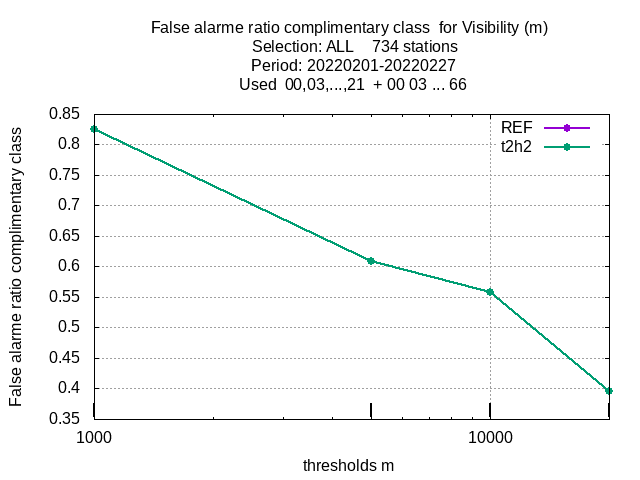 False alarme ratio complimentary class  for Visibility (m)
Selection: ALL    734 stations
Period: 20220201-20220227
Used  00,03,...,21  + 00 03 ... 66
False alarme ratio complimentary class
0.85
0.8
0.75
0.7
0.65
0.6
0.55
0.5
0.45
0.4
0.35
REF
t2h2
1000
10000
thresholds m